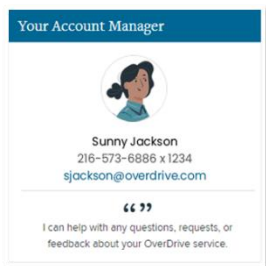 Your Account Manager
Sunny Jackson
216-573-6886 x 1234
sjackson@overdrive.com
“ ”
I can help with any questions, requests, or
feedback about your OverDrive service.